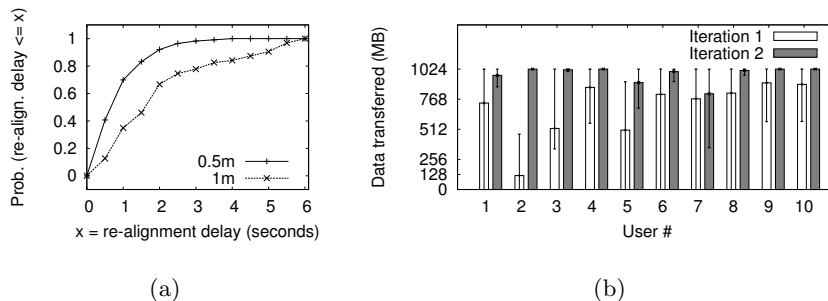 Prob. (re-align. delay <= x)
1
0.8
0.6
0.4
0.2
0
0.5m
1m
0 1 2 3 4 5 6
x = re-alignment delay (seconds)
(a)
Data transferred (MB)
Iteration 1
Iteration 2
1024
768
512
256
128
0
1 2 3 4 5 6 7 8 9 10
User #
(b)